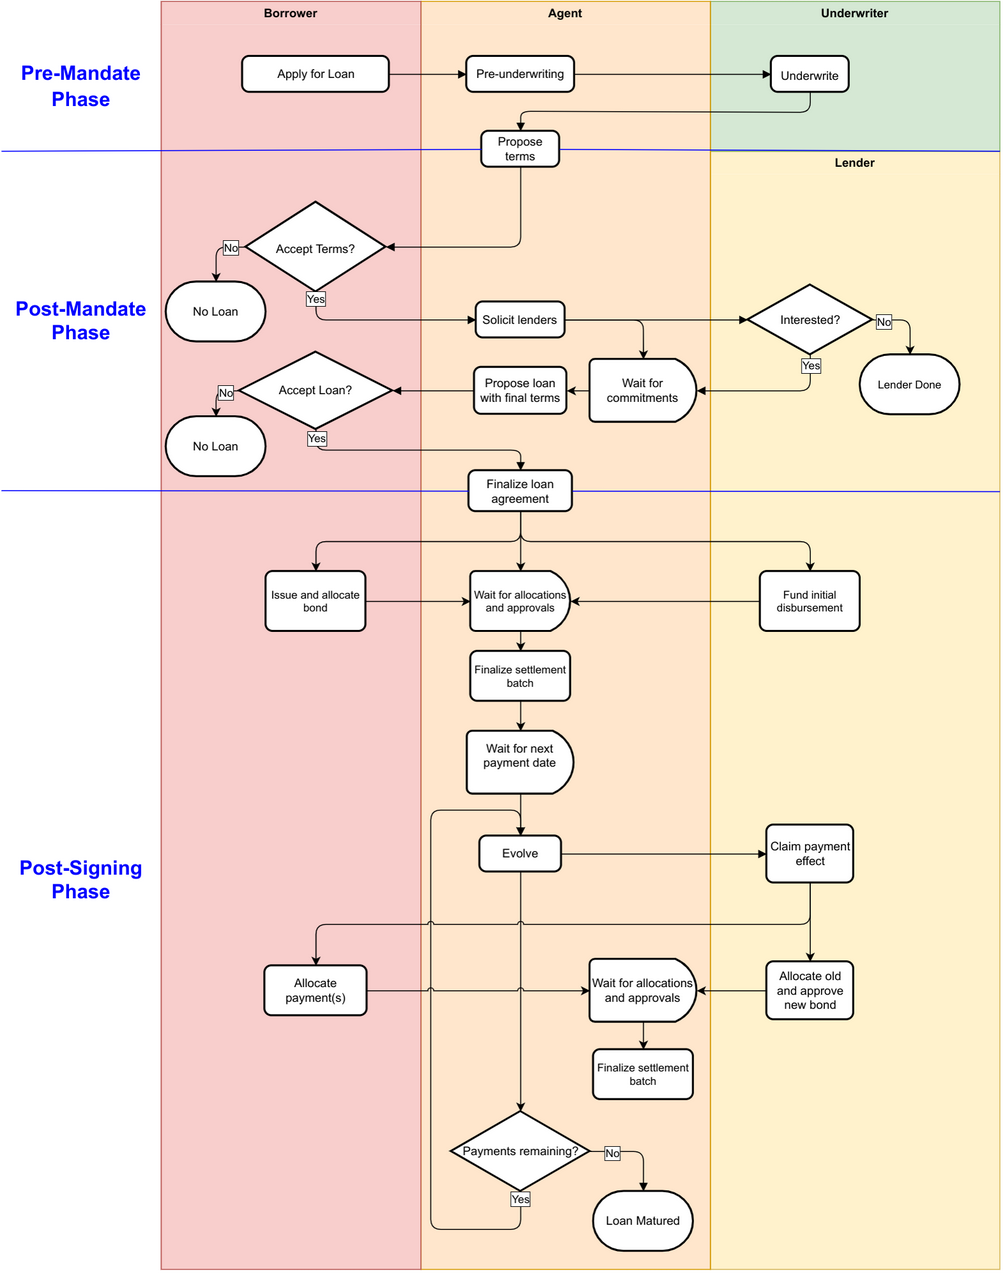 Borrower
Agent
Underwriter
Pre-Mandate
Phase
Apply for Loan
Pre-underwriting
Underwrite
Propose
terms
Lender
Accept Terms?
No
No Loan
Yes
Post-Mandate
Phase
Solicit lenders
Interested?
No
Yes
Lender Done
Wait for
commitments
Propose loan
with final terms
Accept Loan?
No
No Loan
Yes
Finalize loan
agreement
Issue and allocate
bond
Wait for allocations
and approvals
Fund initial
disbursement
Finalize settlement
batch
Wait for next
payment date
Post-Signing
Phase
Evolve
Claim payment
effect
Allocate
payment(s)
Wait for allocations
and approvals
Allocate old
and approve
new bond
Finalize settlement
batch
Payments remaining?
No
Yes
Loan Matured